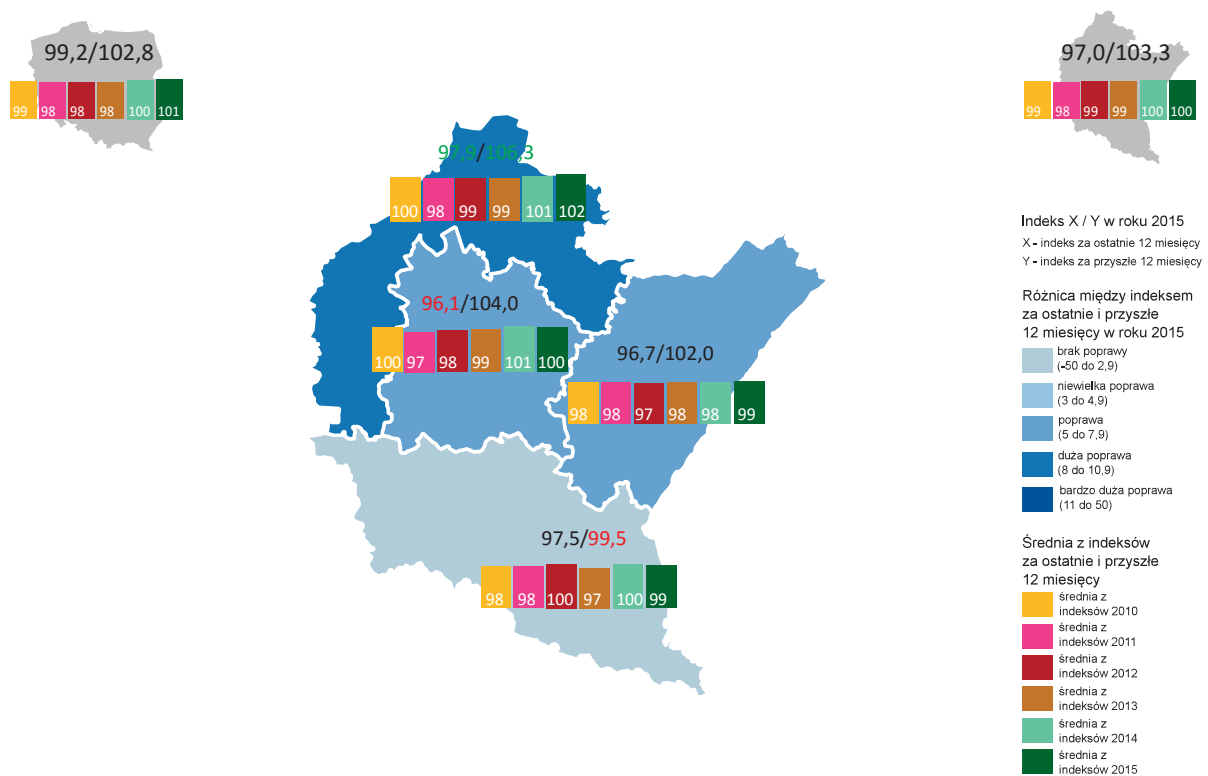 99,2/102,8
99 98 98 98 100 101
97,0/103,3
99 98 99 99 100 100
97,9/106,3
100 98 99 99 101 102
96,1/104,0
100 97 98 99 101 100
96,7/102,0
98 98 97 98 98 99
97,5/99,5
98 98 100 97 100 99
Indeks X / Y w roku 2015
X - indeks za ostatnie 12 miesięcy
Y - indeks za przyszłe 12 miesięcy
Różnica między indeksem
za ostatnie i przyszłe
12 miesięcy w roku 2015
brak poprawy
(-50 do 2,9)
niewielka poprawa
(3 do 4,9)
poprawa
(5 do 7,9)
duża poprawa
(8 do 10,9)
bardzo duża poprawa
(11 do 50)
Średnia z indeksów
za ostatnie i przyszłe
12 miesięcy
średnia z
indeksów 2010
średnia z
indeksów 2011
średnia z
indeksów 2012
średnia z
indeksów 2013
średnia z
indeksów 2014
średnia z
indeksów 2015